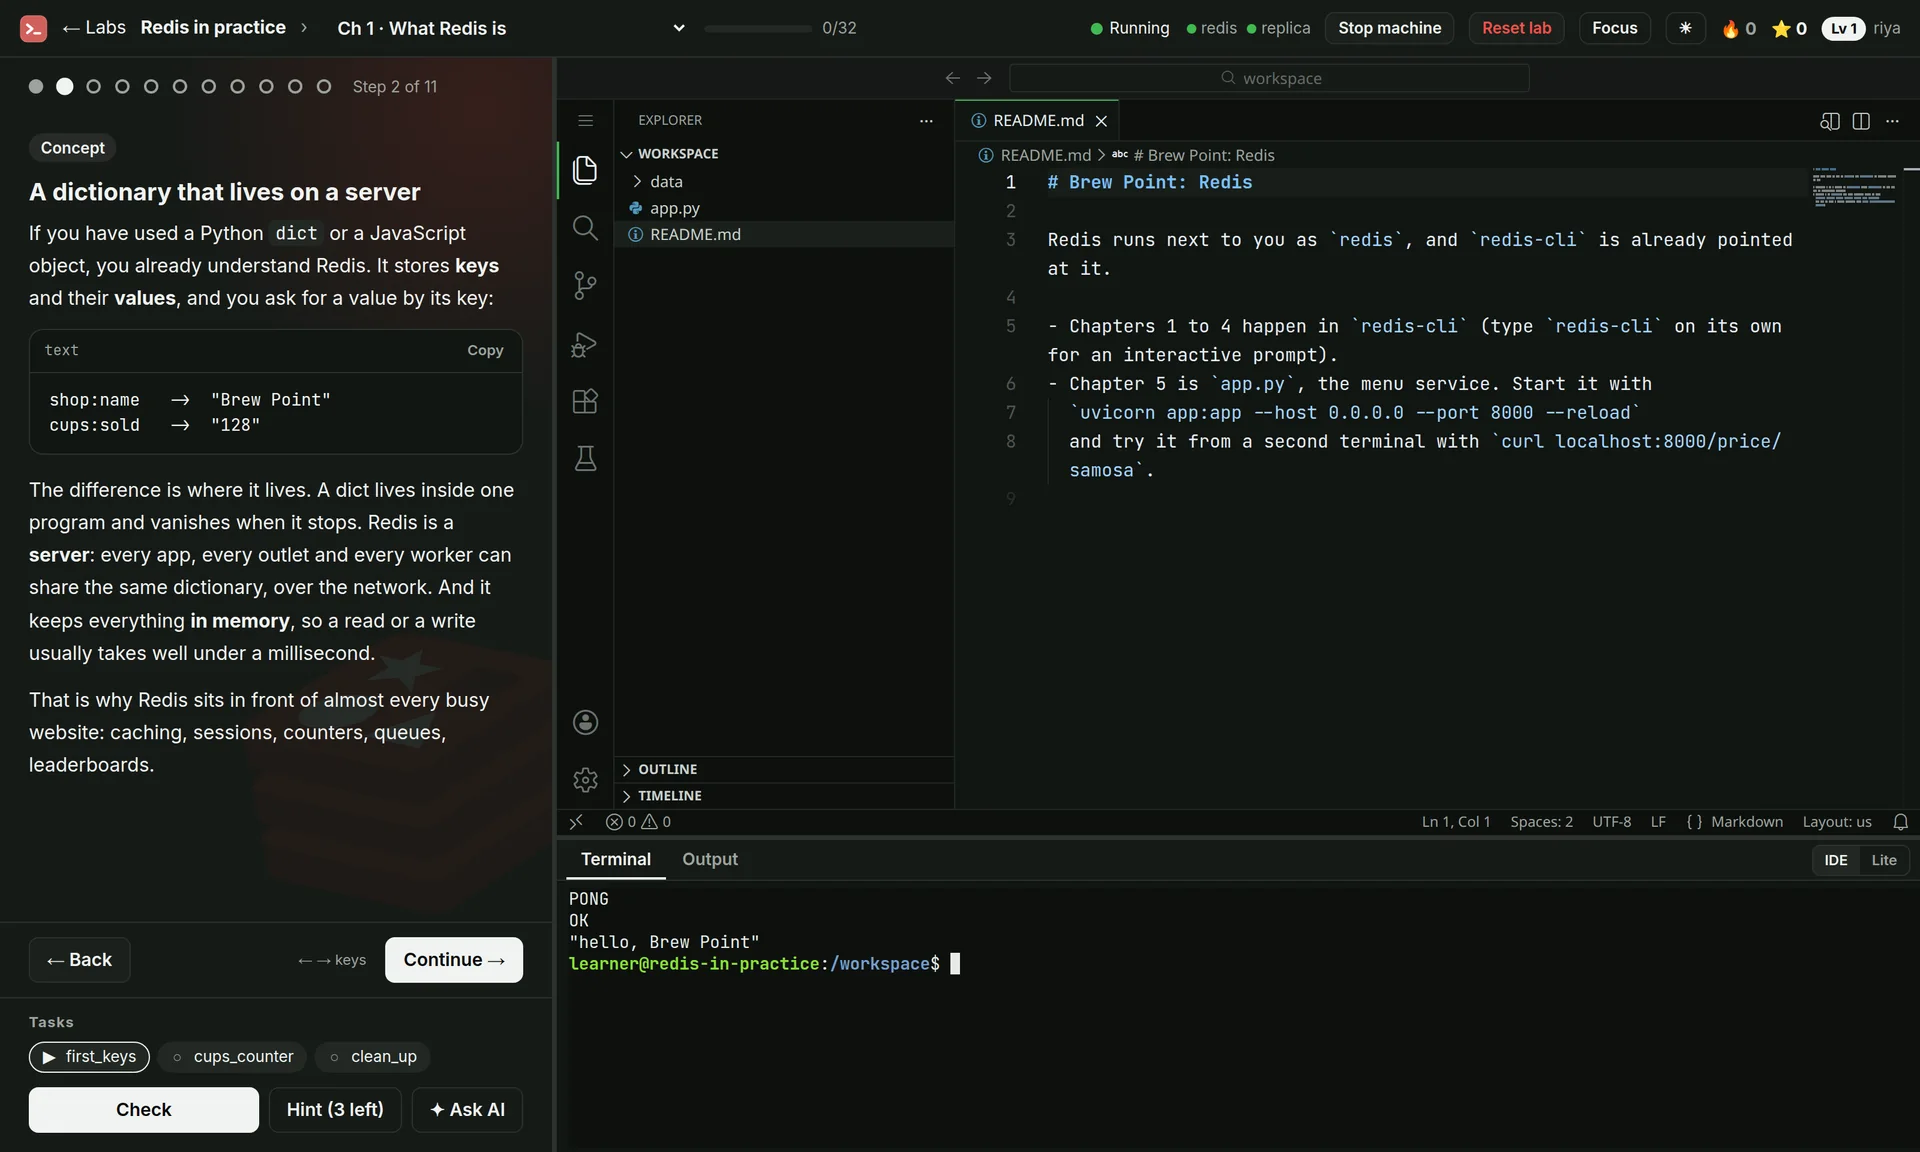 ← Labs Redis in practice › Ch 1 · What Redis is 0/32 Running redis replica Stop machine Reset lab Focus 0 0 Lv 1 riya
Step 2 of 11
Concept
A dictionary that lives on a server
If you have used a Python dict or a JavaScript
object, you already understand Redis. It stores keys
and their values, and you ask for a value by its key:
text Copy
shop:name → "Brew Point"
cups:sold → "128"
The difference is where it lives. A dict lives inside one
program and vanishes when it stops. Redis is a
server: every app, every outlet and every worker can
share the same dictionary, over the network. And it
keeps everything in memory, so a read or a write
usually takes well under a millisecond.
That is why Redis sits in front of almost every busy
website: caching, sessions, counters, queues,
leaderboards.
← Back ← → keys Continue →
Tasks
▶ first_keys ○ cups_counter ○ clean_up
Check Hint (3 left) ✦ Ask AI
← → workspace
EXPLORER ···
WORKSPACE
data
app.py
README.md
OUTLINE
TIMELINE
README.md
README.md > abc # Brew Point: Redis
1 # Brew Point: Redis
2
3 Redis runs next to you as `redis`, and `redis-cli` is already pointed
at it.
4
5 - Chapters 1 to 4 happen in `redis-cli` (type `redis-cli` on its own
for an interactive prompt).
6 - Chapter 5 is `app.py`, the menu service. Start it with
7 `uvicorn app:app --host 0.0.0.0 --port 8000 --reload`
8 and try it from a second terminal with `curl localhost:8000/price/
samosa`.
9
0 0 Ln 1, Col 1 Spaces: 2 UTF-8 LF { } Markdown Layout: us
Terminal Output IDE Lite
PONG
OK
"hello, Brew Point"
learner@redis-in-practice:/workspace$